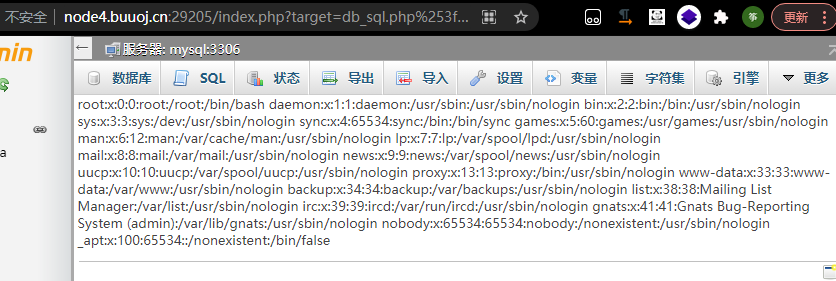 不安全 | node4.buuoj.cn:29205/index.php?target=db_sql.php%253f... 筝 更新
min
服务器: mysql:3306
数据库 SQL 状态 导出 导入 设置 变量 字符集 引擎 更多
root:x:0:0:root:/root:/bin/bash daemon:x:1:1:daemon:/usr/sbin:/usr/sbin/nologin bin:x:2:2:bin:/bin:/usr/sbin/nologin
sys:x:3:3:sys:/dev:/usr/sbin/nologin sync:x:4:65534:sync:/bin:/bin/sync games:x:5:60:games:/usr/games:/usr/sbin/nologin
man:x:6:12:man:/var/cache/man:/usr/sbin/nologin lp:x:7:7:lp:/var/spool/lpd:/usr/sbin/nologin
a mail:x:8:8:mail:/var/mail:/usr/sbin/nologin news:x:9:9:news:/var/spool/news:/usr/sbin/nologin
uucp:x:10:10:uucp:/var/spool/uucp:/usr/sbin/nologin proxy:x:13:13:proxy:/bin:/usr/sbin/nologin www-data:x:33:33:www-
data:/var/www:/usr/sbin/nologin backup:x:34:34:backup:/var/backups:/usr/sbin/nologin list:x:38:38:Mailing List
Manager:/var/list:/usr/sbin/nologin irc:x:39:39:ircd:/var/run/ircd:/usr/sbin/nologin gnats:x:41:41:Gnats Bug-Reporting
System (admin):/var/lib/gnats:/usr/sbin/nologin nobody:x:65534:65534:nobody:/nonexistent:/usr/sbin/nologin
_apt:x:100:65534::/nonexistent:/bin/false